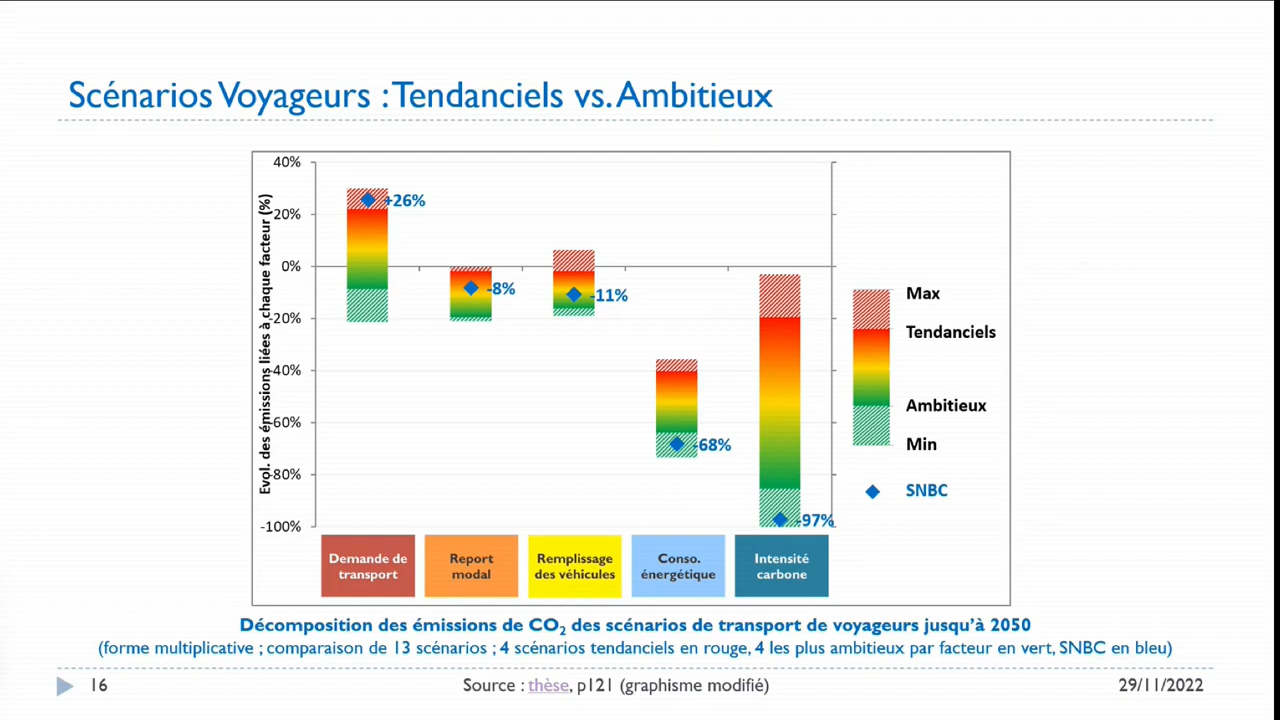 Scénarios Voyageurs : Tendanciels vs. Ambitieux
Evol. des émissions liées à chaque facteur (%)
40%
20%
0%
-20%
-40%
-60%
-80%
-100%
+26%
-8%
-11%
-68%
-97%
Max
Tendanciels
Ambitieux
Min
SNBC
Demande de
transport
Report
modal
Remplissage
des véhicules
Conso.
énergétique
Intensité
carbone
Décomposition des émissions de CO2 des scénarios de transport de voyageurs jusqu'à 2050
(forme multiplicative ; comparaison de 13 scénarios ; 4 scénarios tendanciels en rouge, 4 les plus ambitieux par facteur en vert, SNBC en bleu)
16
Source : thèse, p121 (graphisme modifié)
29/11/2022